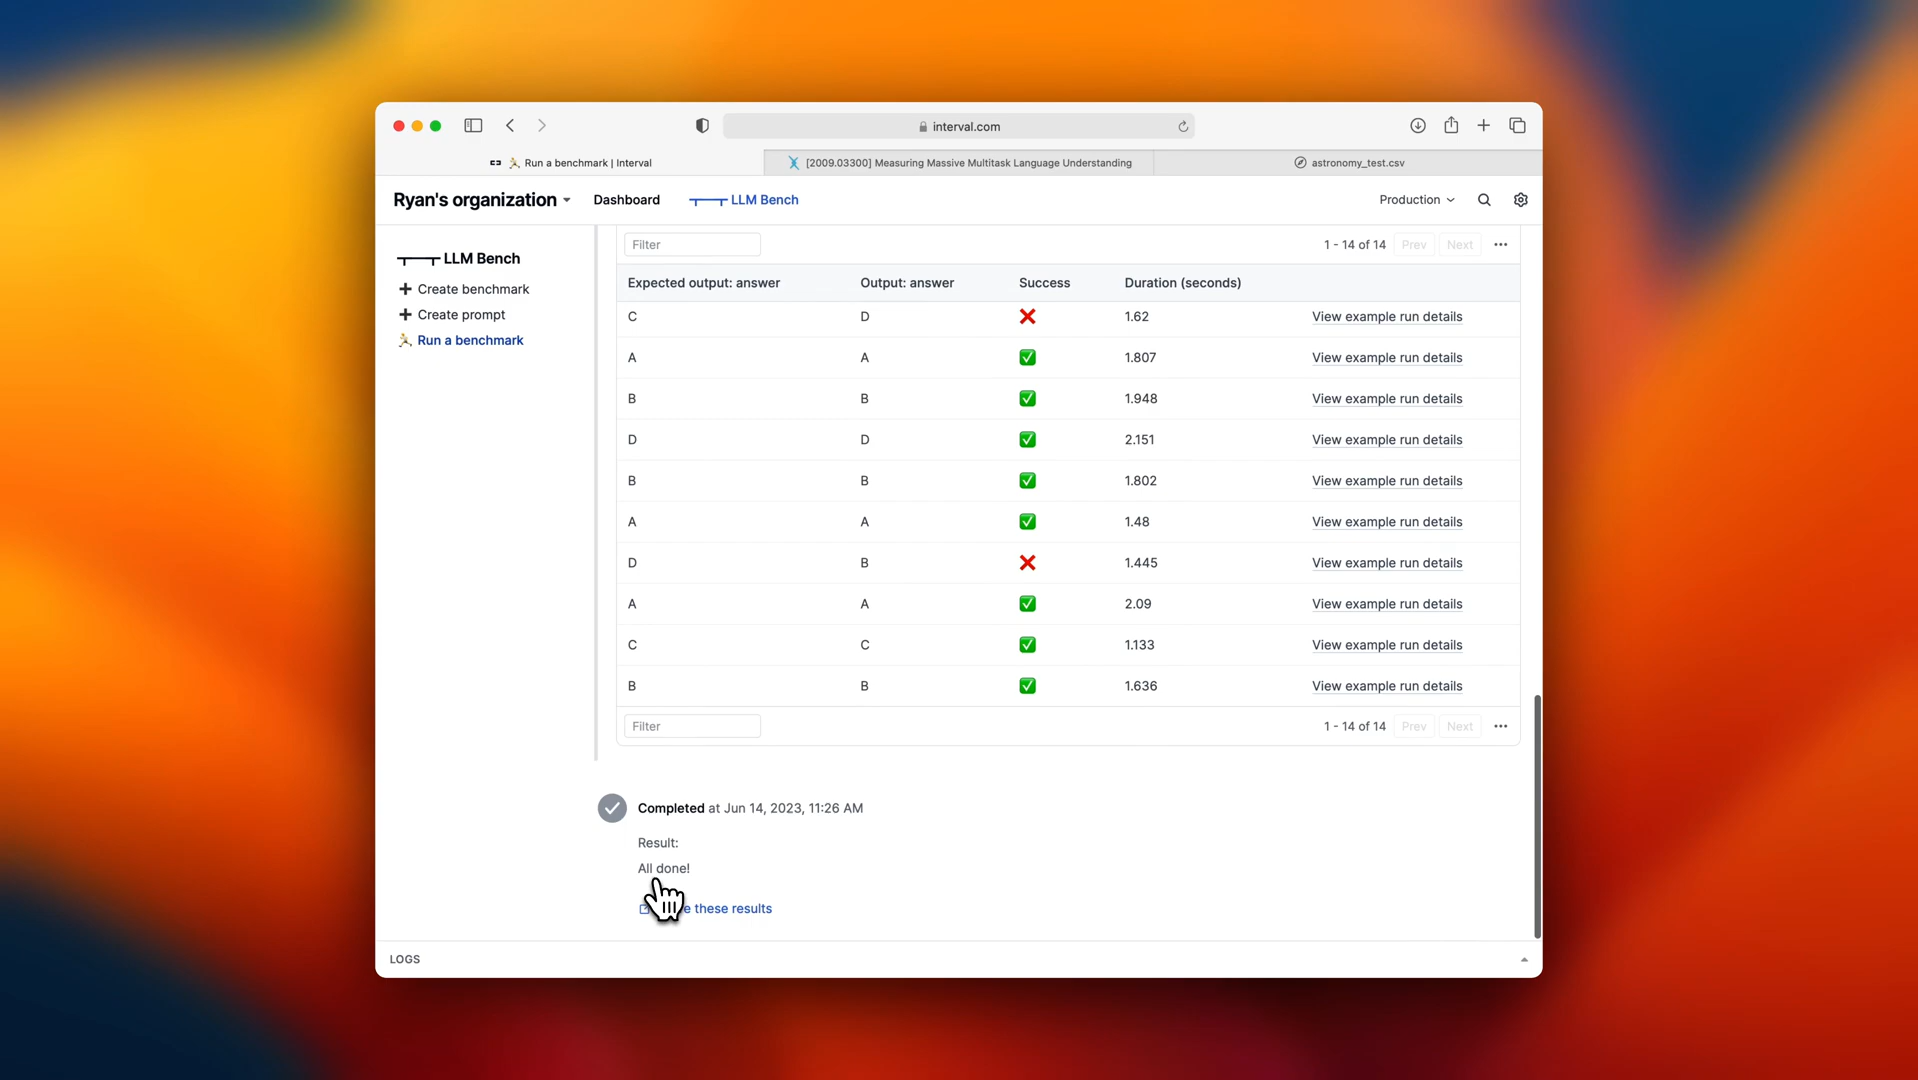 interval.com
Run a benchmark | Interval
[2009.03300] Measuring Massive Multitask Language Understanding
astronomy_test.csv
Ryan's organization
Dashboard
LLM Bench
Production
LLM Bench
Create benchmark
Create prompt
Run a benchmark
Filter
1 - 14 of 14 Prev Next
Expected output: answer Output: answer Success Duration (seconds)
C D 1.62 View example run details
A A 1.807 View example run details
B B 1.948 View example run details
D D 2.151 View example run details
B B 1.802 View example run details
A A 1.48 View example run details
D B 1.445 View example run details
A A 2.09 View example run details
C C 1.133 View example run details
B B 1.636 View example run details
Filter
1 - 14 of 14 Prev Next
Completed at Jun 14, 2023, 11:26 AM
Result:
All done!
these results
LOGS